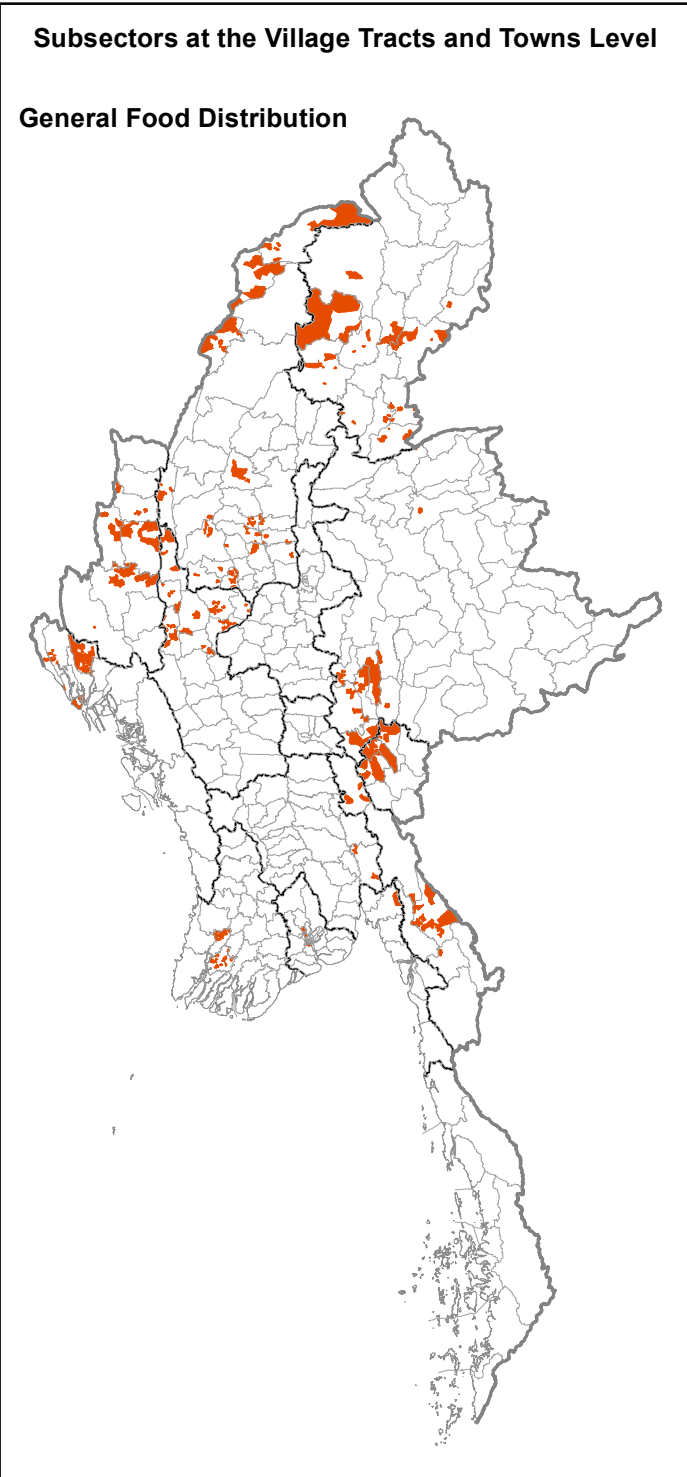 Subsectors at the Village Tracts and Towns Level
General Food Distribution